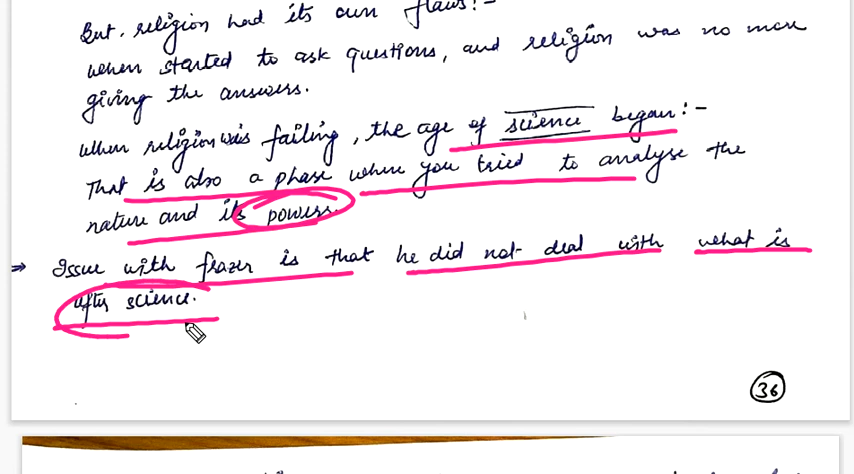 But, religion had its own flaws:-
when started to ask questions, and religion was no more
giving the answers.
When religion was failing, the age of science began:-
That is also a phase when you tried to analyse the
nature and its powers.
⇒ Issue with frazer is that he did not deal with what is
after science.
36